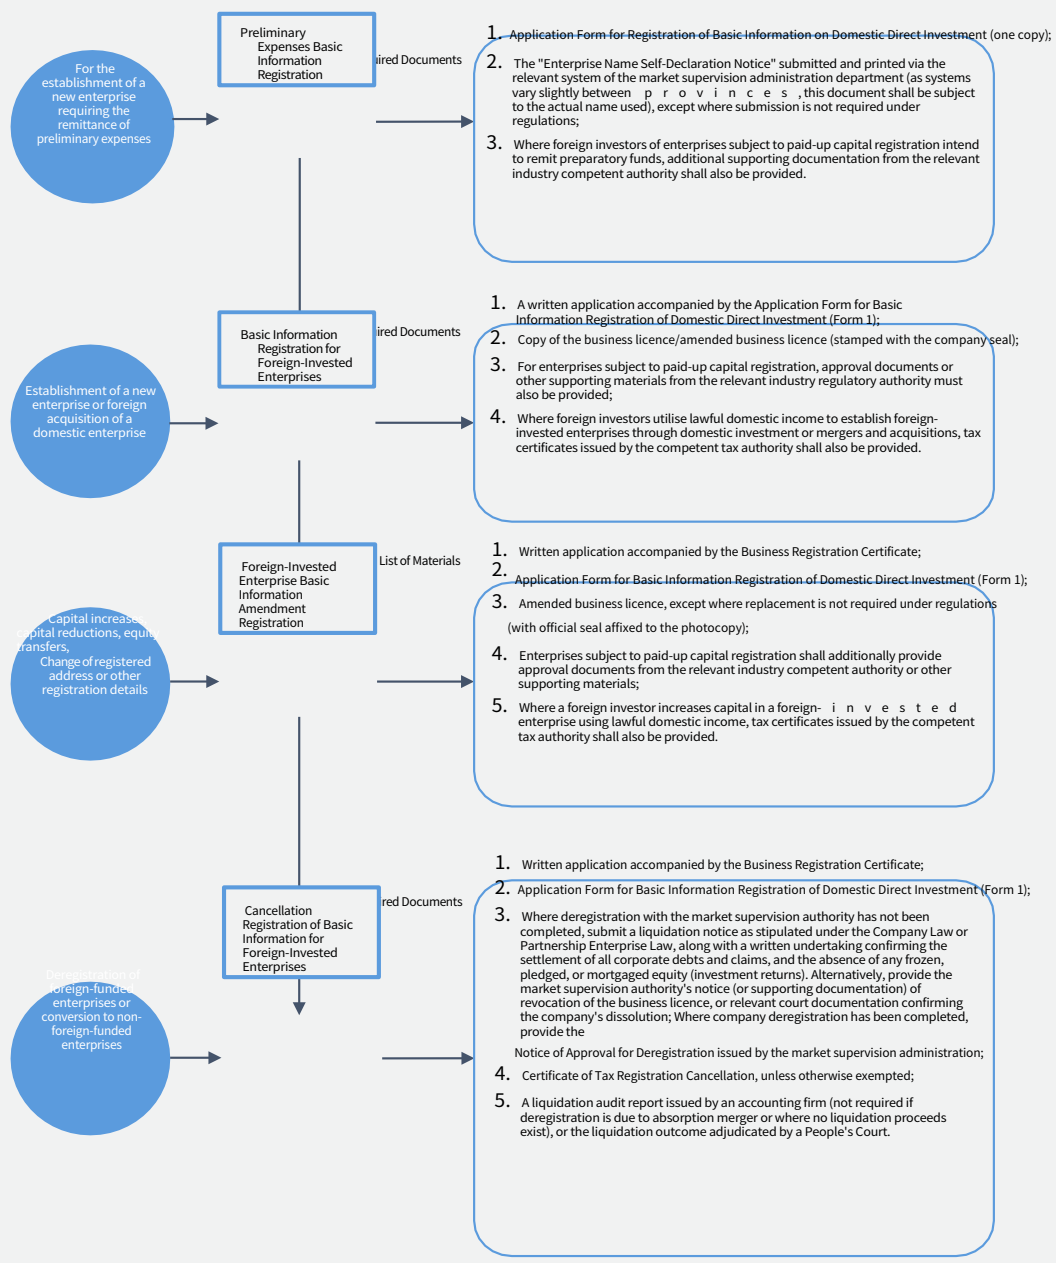 For the
establishment of a
new enterprise
requiring the
remittance of
preliminary expenses
Preliminary
Expenses Basic
Information
Registration
ired Documents
1. Application Form for Registration of Basic Information on Domestic Direct Investment (one copy);
2. The "Enterprise Name Self-Declaration Notice" submitted and printed via the
relevant system of the market supervision administration department (as systems
vary slightly between p r o v i n c e s , this document shall be subject
to the actual name used), except where submission is not required under
regulations;
3. Where foreign investors of enterprises subject to paid-up capital registration intend
to remit preparatory funds, additional supporting documentation from the relevant
industry competent authority shall also be provided.
Establishment of a new
enterprise or foreign
acquisition of a
domestic enterprise
Basic Information
Registration for
Foreign-Invested
Enterprises
ired Documents
1. A written application accompanied by the Application Form for Basic
Information Registration of Domestic Direct Investment (Form 1);
2. Copy of the business licence/amended business licence (stamped with the company seal);
3. For enterprises subject to paid-up capital registration, approval documents or
other supporting materials from the relevant industry regulatory authority must
also be provided;
4. Where foreign investors utilise lawful domestic income to establish foreign-
invested enterprises through domestic investment or mergers and acquisitions, tax
certificates issued by the competent tax authority shall also be provided.
Capital increase,
capital reductions, equity
transfers,
Change of registered
address or other
registration details
Foreign-Invested
Enterprise Basic
Information
Amendment
Registration
List of Materials
1. Written application accompanied by the Business Registration Certificate;
2.
Application Form for Basic Information Registration of Domestic Direct Investment (Form 1);
3. Amended business licence, except where replacement is not required under regulations
(with official seal affixed to the photocopy);
4. Enterprises subject to paid-up capital registration shall additionally provide
approval documents from the relevant industry competent authority or other
supporting materials;
5. Where a foreign investor increases capital in a foreign- i n v e s t e d
enterprise using lawful domestic income, tax certificates issued by the competent
tax authority shall also be provided.
Deregistration of
foreign-funded
enterprises or
conversion to non-
foreign-funded
enterprises
Cancellation
Registration of Basic
Information for
Foreign-Invested
Enterprises
ired Documents
1. Written application accompanied by the Business Registration Certificate;
2. Application Form for Basic Information Registration of Domestic Direct Investment (Form 1);
3. Where deregistration with the market supervision authority has not been
completed, submit a liquidation notice as stipulated under the Company Law or
Partnership Enterprise Law, along with a written undertaking confirming the
settlement of all corporate debts and claims, and the absence of any frozen,
pledged, or mortgaged equity (investment returns). Alternatively, provide the
market supervision authority's notice (or supporting documentation) of
revocation of the business licence, or relevant court documentation confirming
the company's dissolution; Where company deregistration has been completed,
provide the
Notice of Approval for Deregistration issued by the market supervision administration;
4. Certificate of Tax Registration Cancellation, unless otherwise exempted;
5. A liquidation audit report issued by an accounting firm (not required if
deregistration is due to absorption merger or where no liquidation proceeds
exist), or the liquidation outcome adjudicated by a People's Court.